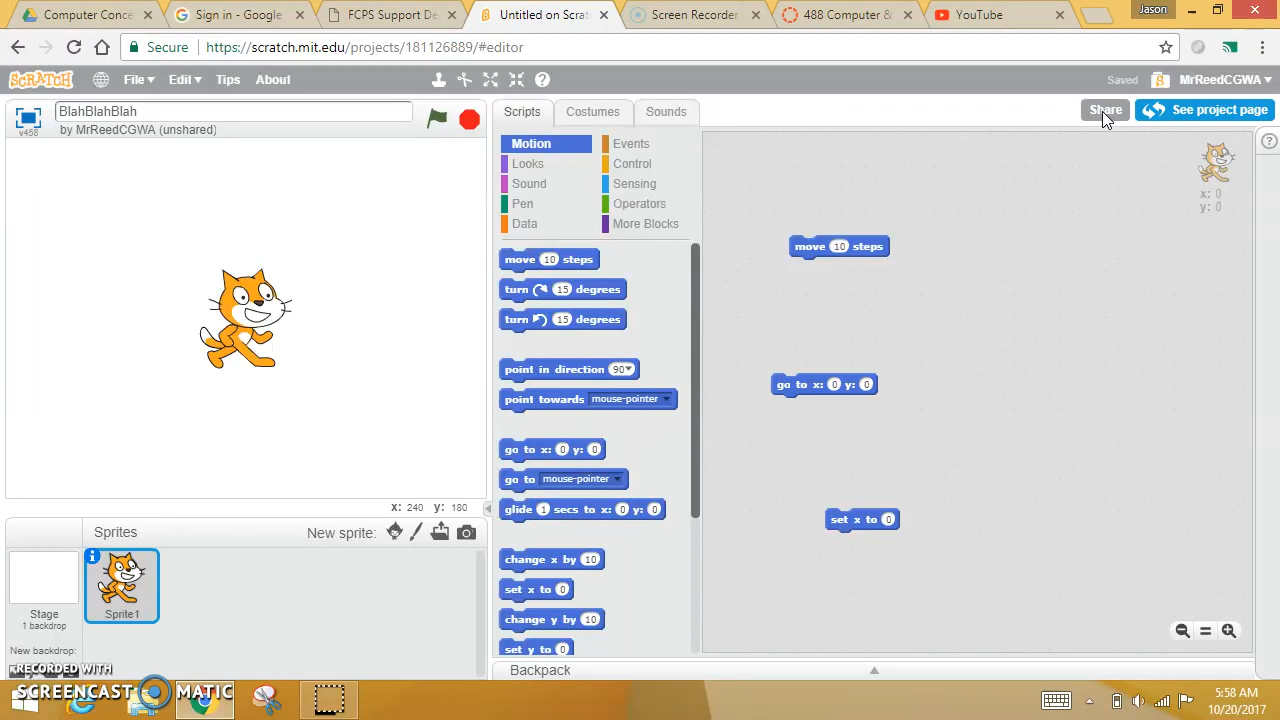 Computer Conce
Sign in - Google
FCPS Support De
Untitled on Scrat
Screen Recorder
488 Computer &
YouTube
Jason
Secure
https://scratch.mit.edu/projects/181126889/#editor
SCRATCH
File
Edit
Tips
About
Saved
MrReedCGWA
v458
BlahBlahBlah
by MrReedCGWA (unshared)
Scripts
Costumes
Sounds
Share
See project page
Motion
Looks
Sound
Pen
Data
Events
Control
Sensing
Operators
More Blocks
move 10 steps
turn 15 degrees
turn 15 degrees
point in direction 90
point towards mouse-pointer
go to x: 0 y: 0
go to mouse-pointer
glide 1 secs to x: 0 y: 0
change x by 10
set x to 0
change y by 10
set y to 0
move 10 steps
go to x: 0 y: 0
set x to 0
x: 0
y: 0
x: 240 y: 180
Sprites
New sprite:
Stage
1 backdrop
New backdrop:
Sprite1
Backpack
RECORDED WITH
SCREENCAST MATIC
5:58 AM
10/20/2017